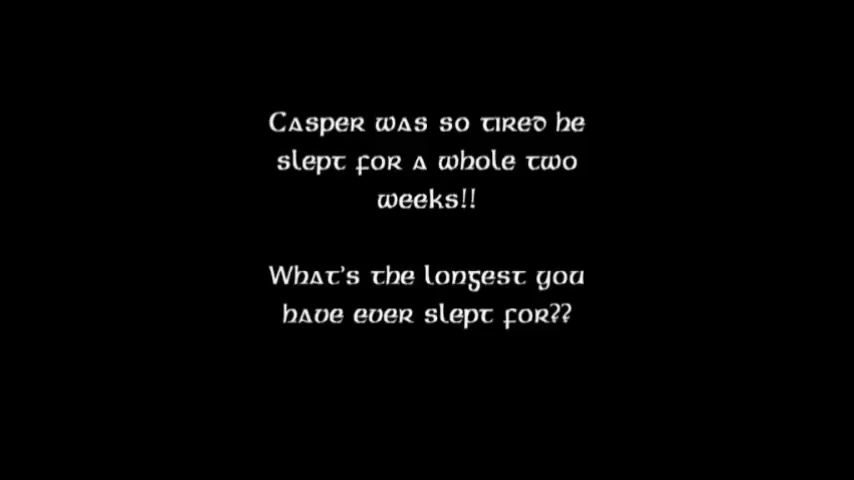 Casper was so tired he
slept for a whole two
weeks!!
What's the longest you
have ever slept for??